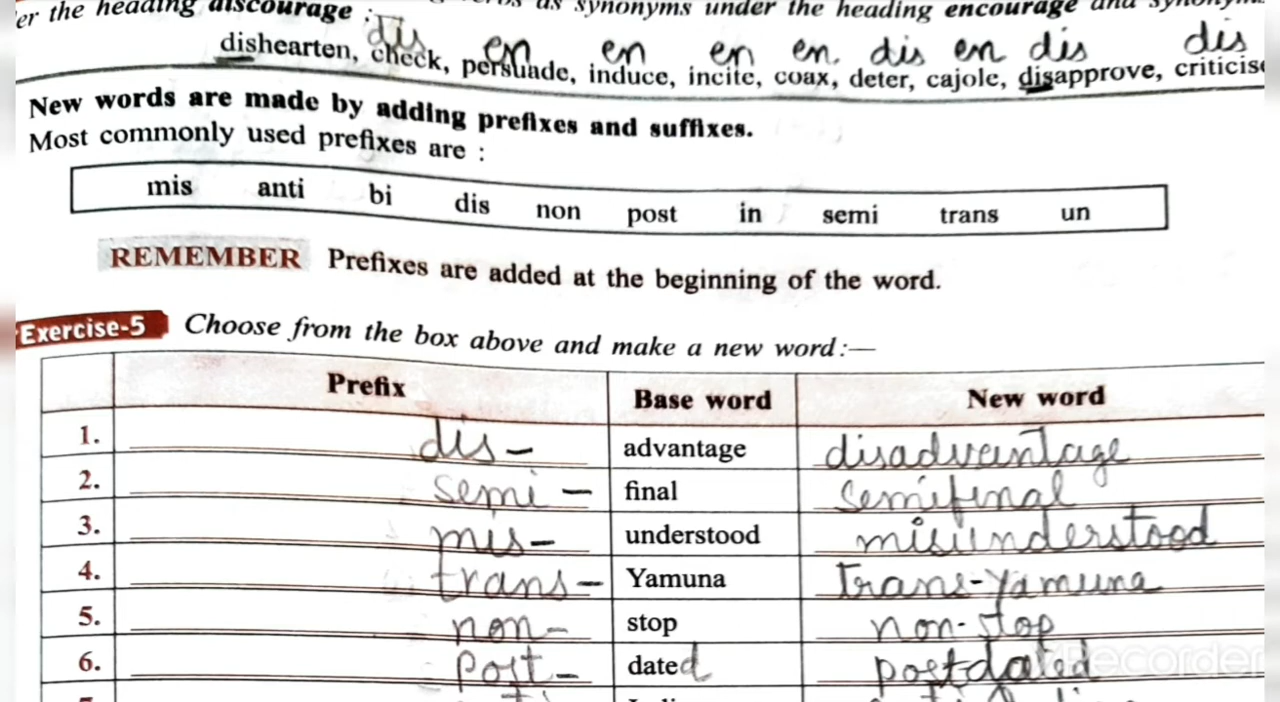 er the heading discourage : as synonyms under the heading encourage and
dis en en en en. dis en dis dis
dishearten, check, persuade, induce, incite, coax, deter, cajole, disapprove, criticise
New words are made by adding prefixes and suffixes.
Most commonly used prefixes are :
mis anti bi dis non post in semi trans un
REMEMBER Prefixes are added at the beginning of the word.
Exercise-5 Choose from the box above and make a new word:—
Prefix Base word New word
1. dis- advantage disadvantage
2. semi- final semifinal
3. mis- understood misunderstood
4. trans- Yamuna trans-Yamuna
5. non- stop non-stop
6. Post- dated postdated
Recorder